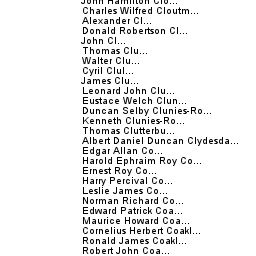 John Hamilton Clo...
Charles Wilfred Cloutm...
Alexander Cl...
Donald Robertson Cl...
John Cl...
Thomas Clu...
Walter Clu...
Cyril Clul...
James Clu...
Leonard John Clu...
Eustace Welch Clun...
Duncan Selby Clunies-Ro...
Kenneth Clunies-Ro...
Thomas Clutterbu...
Albert Daniel Duncan Clydesda...
Edgar Allan Co...
Harold Ephraim Roy Co...
Ernest Roy Co...
Harry Percival Co...
Leslie James Co...
Norman Richard Co...
Edward Patrick Coa...
Maurice Howard Coa...
Cornelius Herbert Coakl...
Ronald James Coakl...
Robert John Coa...